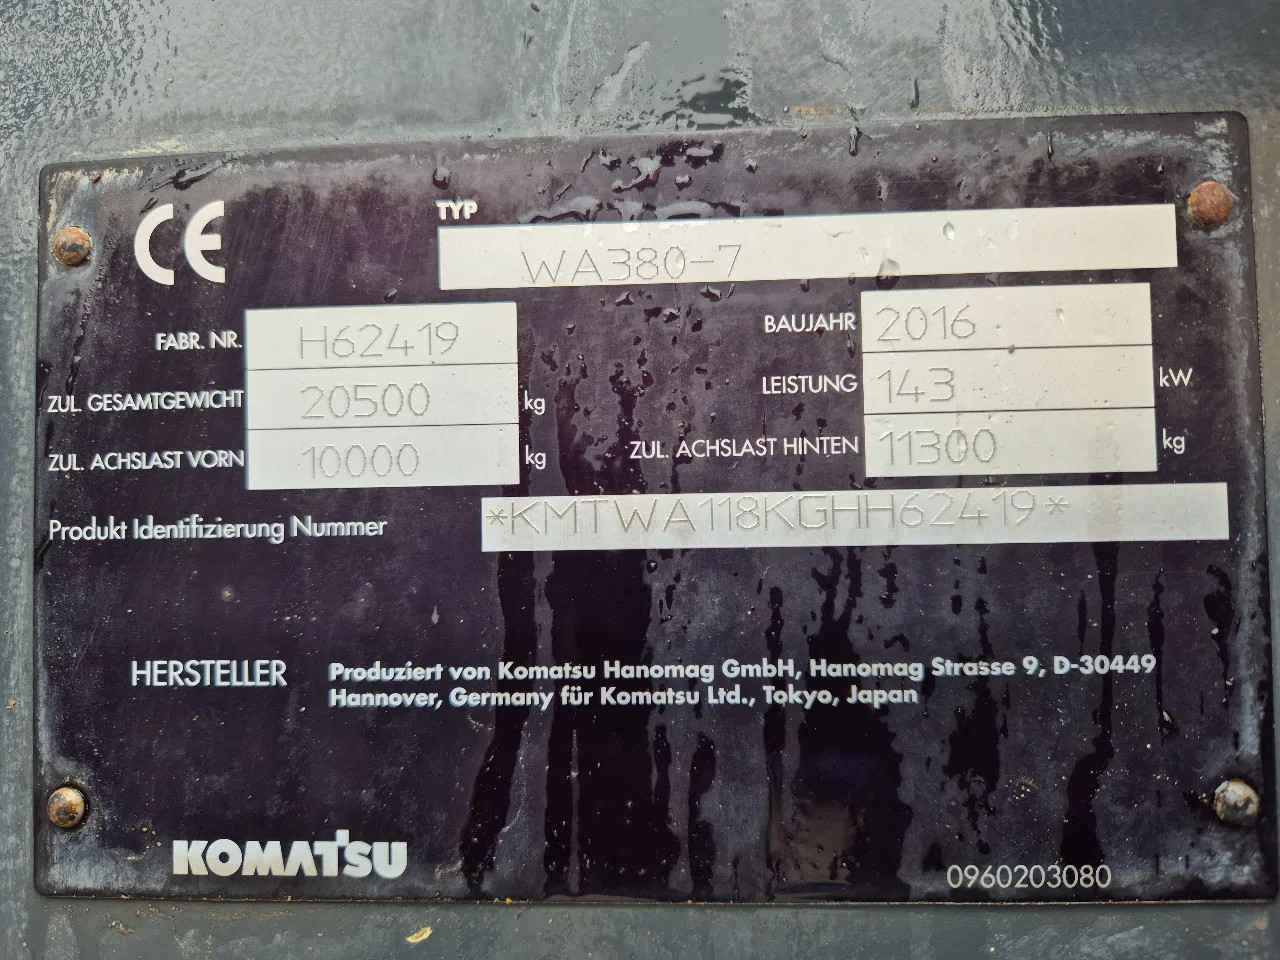 CE
TYP WA380-7
FABR. NR. H62419 BAUJAHR 2016
ZUL. GESAMTGEWICHT 20500 kg LEISTUNG 143 kW
ZUL. ACHSLAST VORN 10000 kg ZUL. ACHSLAST HINTEN 11300 kg
Produkt Identifizierung Nummer *KMTWA118KGHH62419*
HERSTELLER Produziert von Komatsu Hanomag GmbH, Hanomag Strasse 9, D-30449
Hannover, Germany für Komatsu Ltd., Tokyo, Japan
KOMATSU 0960203080